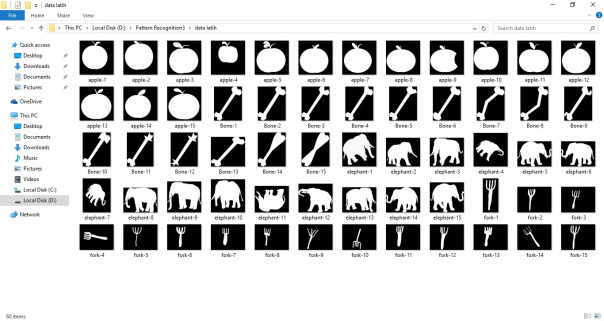 data latih
File Home Share View
This PC > Local Disk (D:) > Pattern Recognition3 > data latih
Search data latih
Quick access
Desktop
Downloads
Documents
Pictures
OneDrive
This PC
Desktop
Documents
Downloads
Music
Pictures
Videos
Local Disk (C:)
Local Disk (D:)
Network
apple-1 apple-2 apple-3 apple-4 apple-5 apple-6 apple-7 apple-8 apple-9 apple-10 apple-11 apple-12
apple-13 apple-14 apple-15 Bone-1 Bone-2 Bone-3 Bone-4 Bone-5 Bone-6 Bone-7 Bone-8 Bone-9
Bone-10 Bone-11 Bone-12 Bone-13 Bone-14 Bone-15 elephant-1 elephant-2 elephant-3 elephant-4 elephant-5 elephant-6
elephant-7 elephant-8 elephant-9 elephant-10 elephant-11 elephant-12 elephant-13 elephant-14 elephant-15 fork-1 fork-2 fork-3
fork-4 fork-5 fork-6 fork-7 fork-8 fork-9 fork-10 fork-11 fork-12 fork-13 fork-14 fork-15
60 items